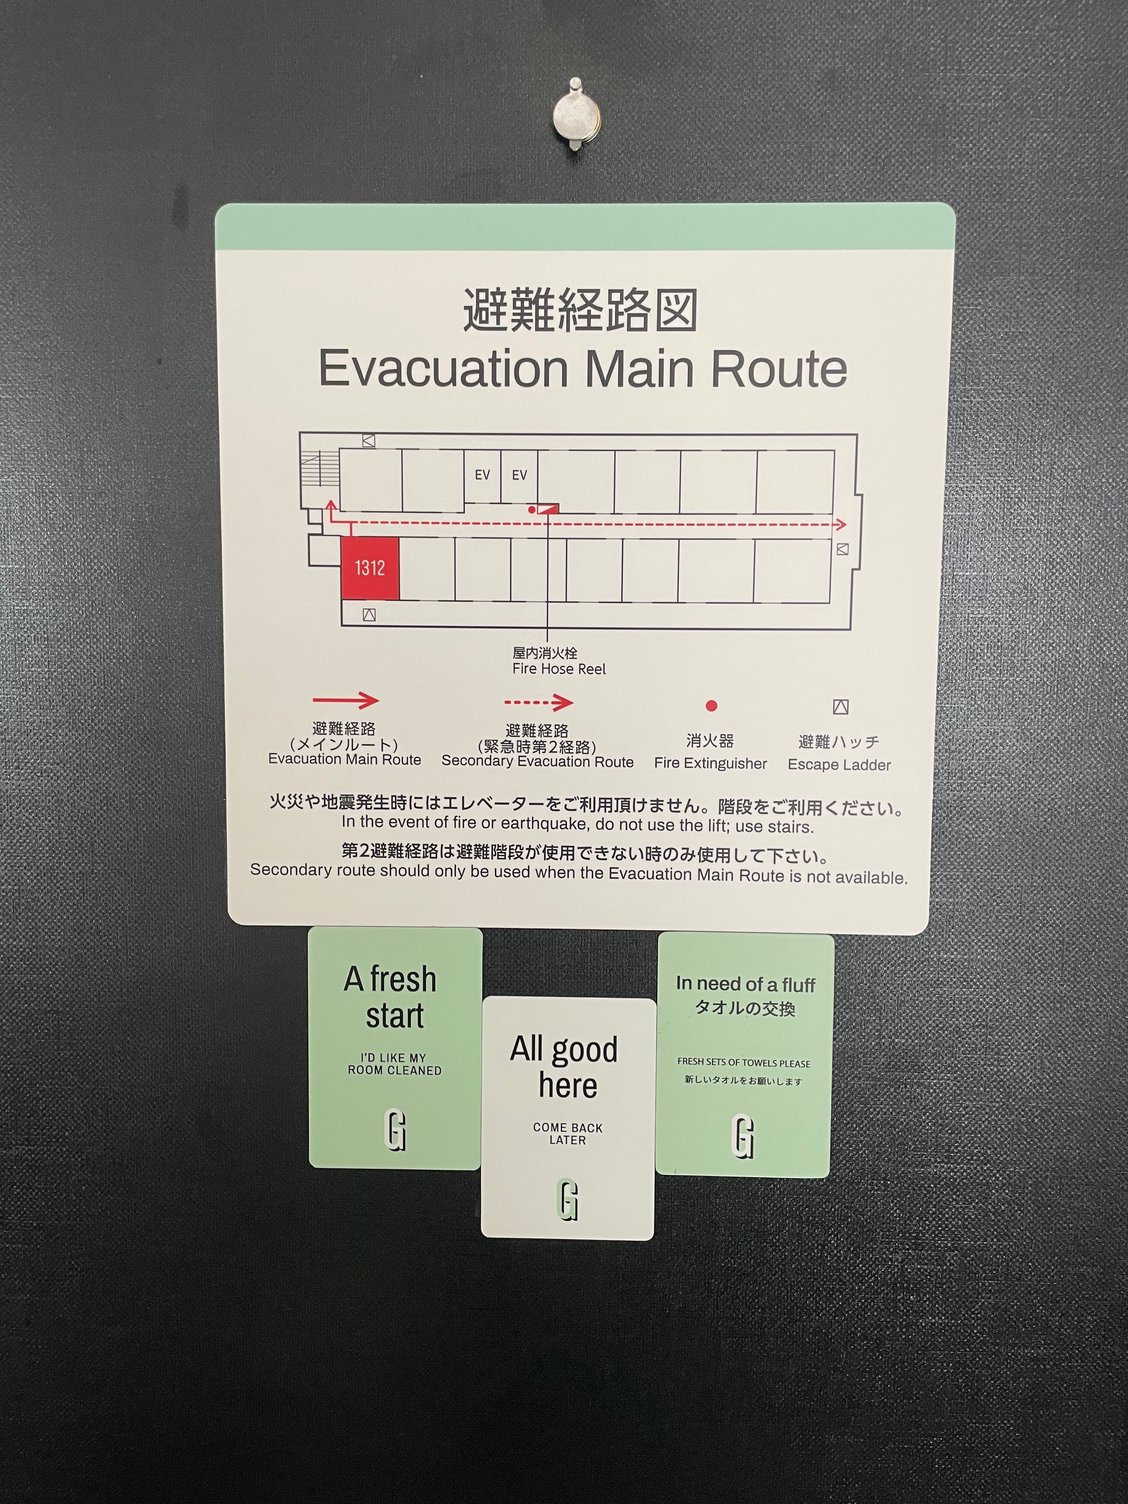 避難経路図
Evacuation Main Route
EV EV
1312
屋内消火栓
Fire Hose Reel
避難経路
(メインルート)
Evacuation Main Route
避難経路
(緊急時第2経路)
Secondary Evacuation Route
消火器
Fire Extinguisher
避難ハッチ
Escape Ladder
火災や地震発生時にはエレベーターをご利用頂けません。階段をご利用ください。
In the event of fire or earthquake, do not use the lift; use stairs.
第2避難経路は避難階段が使用できない時のみ使用して下さい。
Secondary route should only be used when the Evacuation Main Route is not available.
A fresh
start
I'D LIKE MY
ROOM CLEANED
G
All good
here
COME BACK
LATER
G
In need of a fluff
タオルの交換
FRESH SETS OF TOWELS PLEASE
新しいタオルをお願いします
G